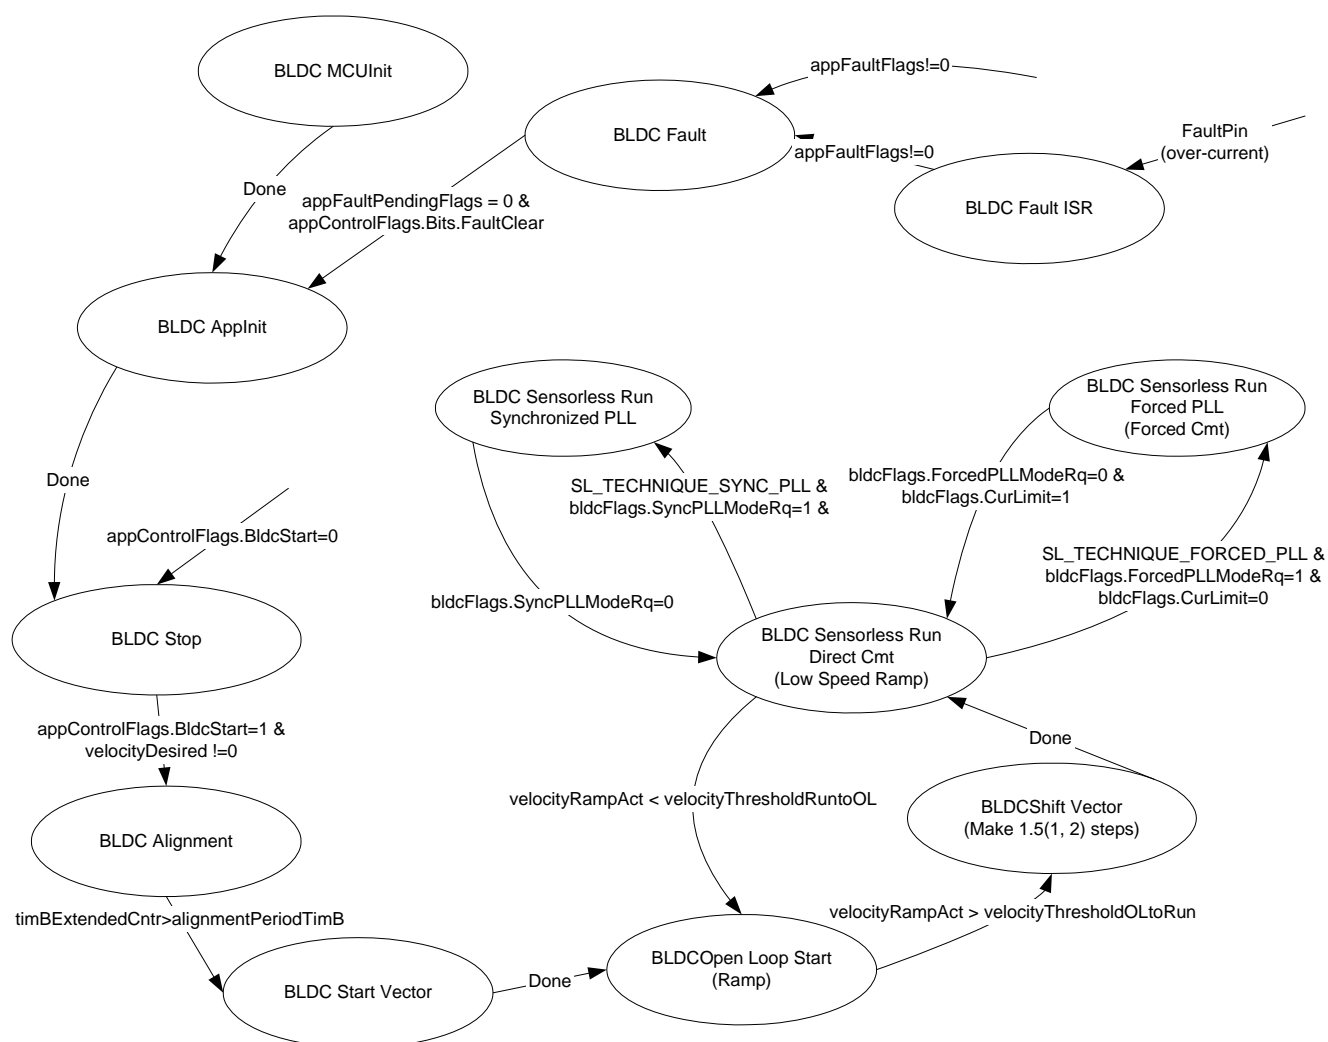 BLDC MCUInit
appFaultFlags!=0
BLDC Fault
FaultPin
(over-current)
appFaultFlags!=0
Done
appFaultPendingFlags = 0 &
appControlFlags.Bits.FaultClear
BLDC Fault ISR
BLDC AppInit
BLDC Sensorless Run
Synchronized PLL
BLDC Sensorless Run
Forced PLL
(Forced Cmt)
Done
SL_TECHNIQUE_SYNC_PLL &
bldcFlags.SyncPLLModeRq=1 &
bldcFlags.ForcedPLLModeRq=0 &
bldcFlags.CurLimit=1
appControlFlags.BldcStart=0
SL_TECHNIQUE_FORCED_PLL &
bldcFlags.ForcedPLLModeRq=1 &
bldcFlags.CurLimit=0
bldcFlags.SyncPLLModeRq=0
BLDC Stop
BLDC Sensorless Run
Direct Cmt
(Low Speed Ramp)
appControlFlags.BldcStart=1 &
velocityDesired !=0
Done
velocityRampAct < velocityThresholdRuntoOL
BLDCShift Vector
(Make 1.5(1, 2) steps)
BLDC Alignment
timBExtendedCntr>alignmentPeriodTimB
velocityRampAct > velocityThresholdOLtoRun
BLDCOpen Loop Start
(Ramp)
Done
BLDC Start Vector